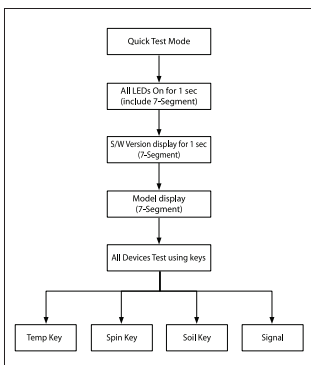 Quick Test Mode
All LEDs On for 1 sec
(include 7-Segment)
S/W Version display for 1 sec
(7-Segment)
Model display
(7-Segment)
All Devices Test using keys
Temp Key
Spin Key
Soil Key
Signal